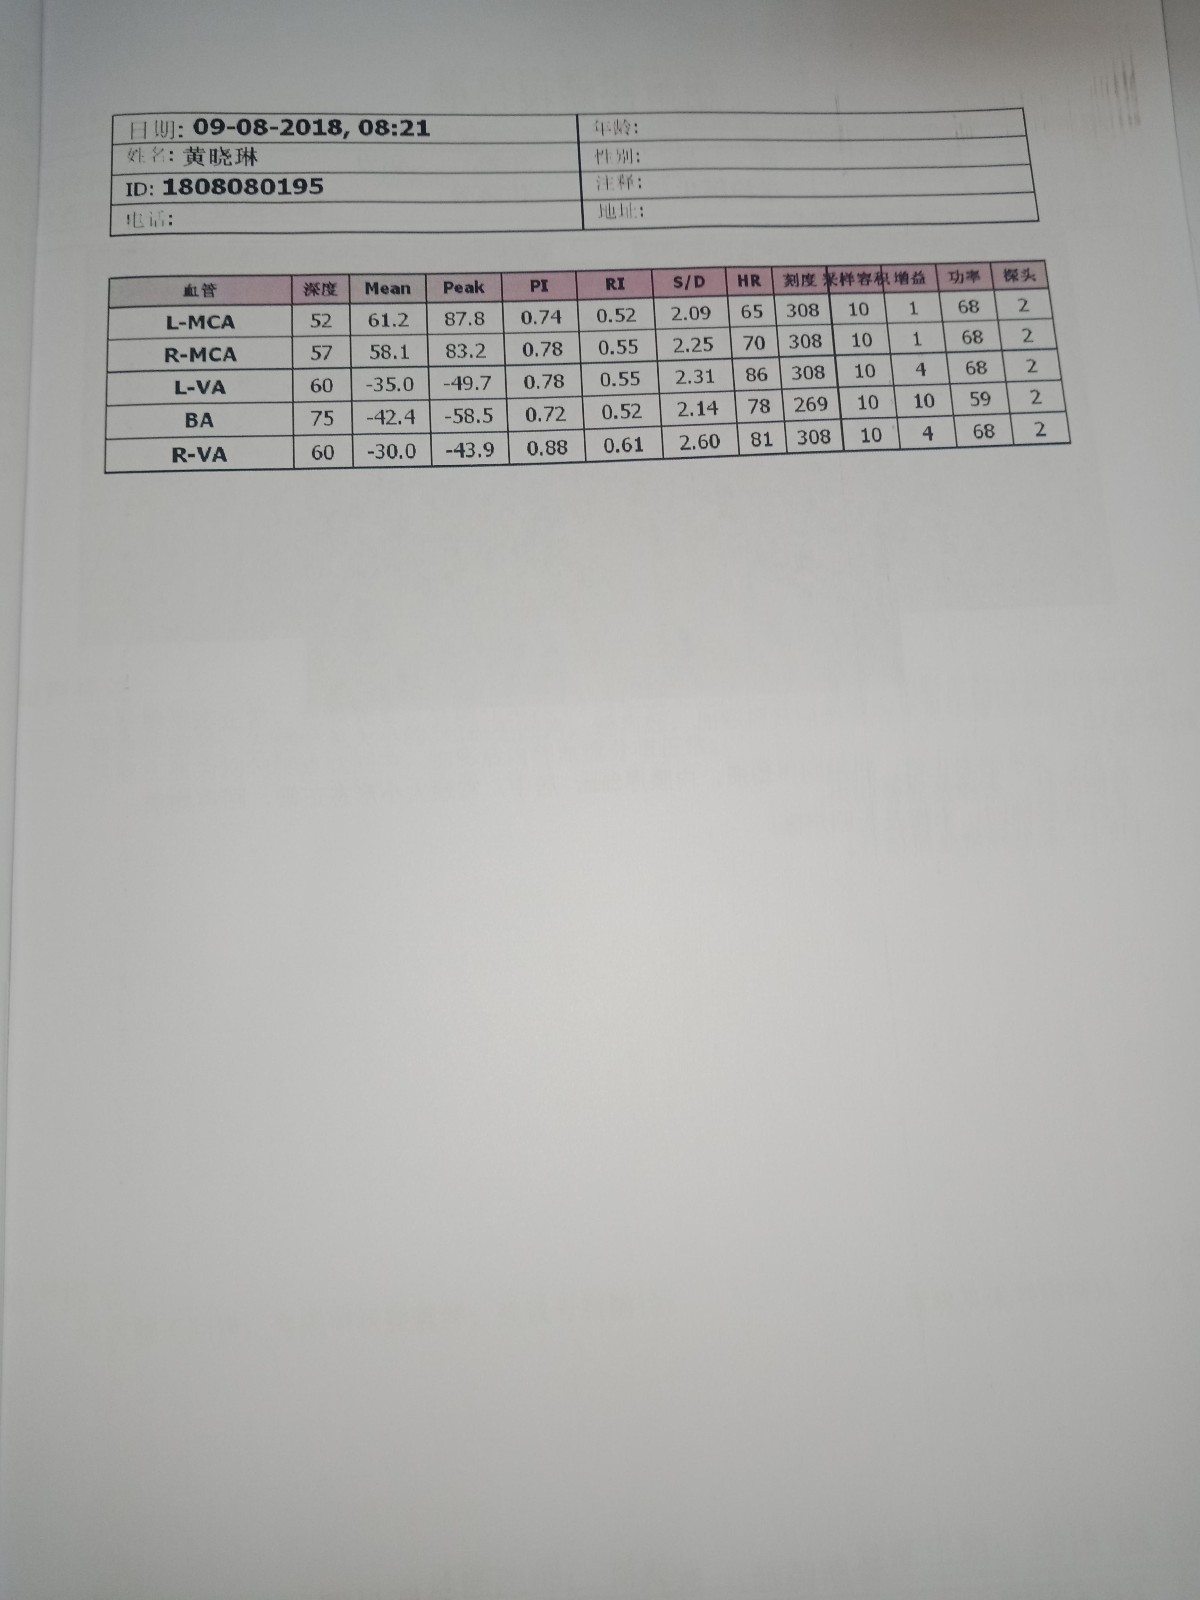 日期: 09-08-2018, 08:21 年龄:
姓名: 黄晓琳 性别:
ID: 1808080195 注释:
电话: 地址:
血管 深度 Mean Peak PI RI S/D HR 刻度 采样容积 增益 功率 探头
L-MCA 52 61.2 87.8 0.74 0.52 2.09 65 308 10 1 68 2
R-MCA 57 58.1 83.2 0.78 0.55 2.25 70 308 10 1 68 2
L-VA 60 -35.0 -49.7 0.78 0.55 2.31 86 308 10 4 68 2
BA 75 -42.4 -58.5 0.72 0.52 2.14 78 269 10 10 59 2
R-VA 60 -30.0 -43.9 0.88 0.61 2.60 81 308 10 4 68 2